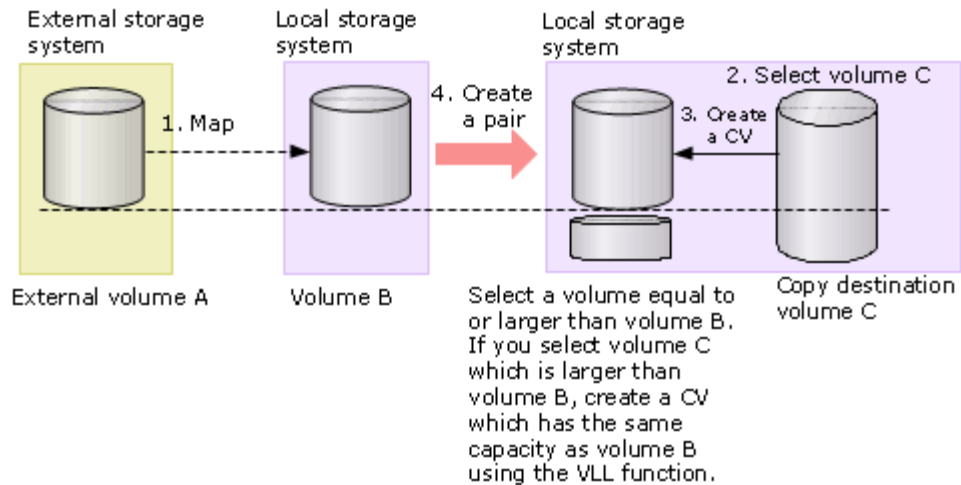 External storage
system
Local storage
system
Local storage
system
2. Select volume C
1. Map
4. Create
a pair
3. Create
a CV
External volume A
Volume B
Select a volume equal to
or larger than volume B.
If you select volume C
which is larger than
volume B, create a CV
which has the same
capacity as volume B
using the VLL function.
Copy destination
volume C